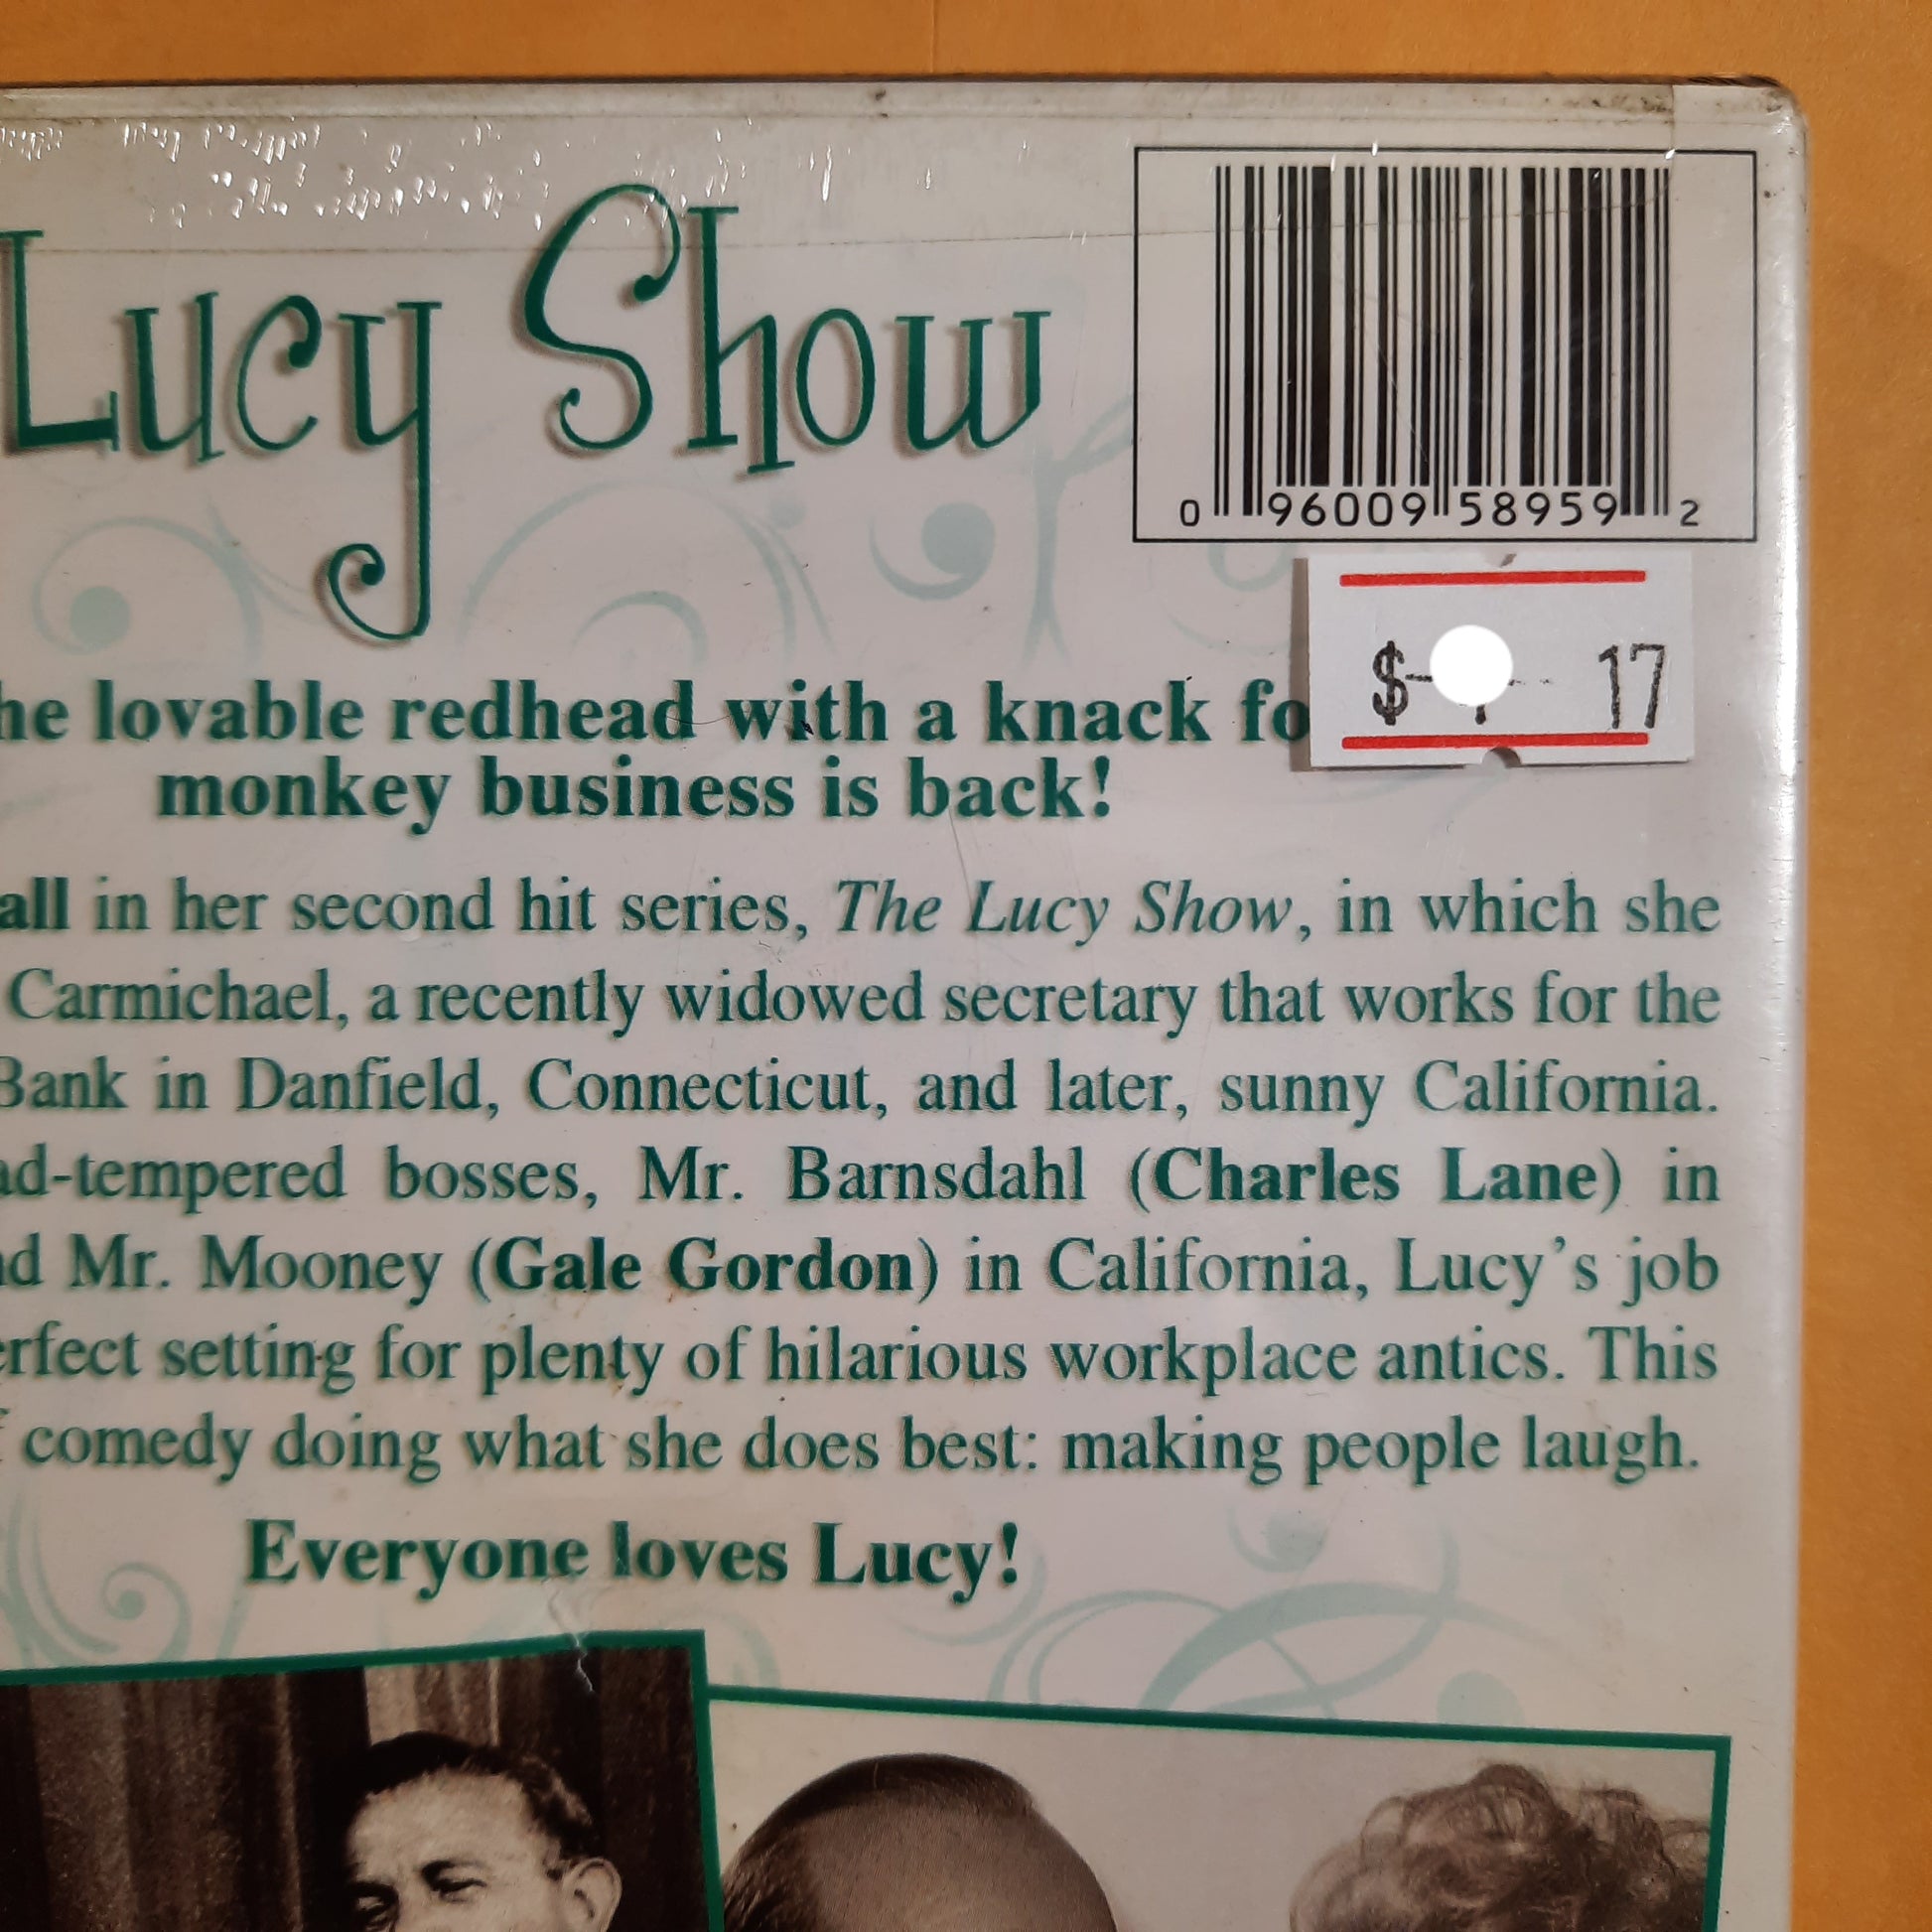 Lucy Show
0 96009 58959 2
$ 17
he lovable redhead with a knack fo
monkey business is back!
all in her second hit series, The Lucy Show, in which she
Carmichael, a recently widowed secretary that works for the
Bank in Danfield, Connecticut, and later, sunny California.
ad-tempered bosses, Mr. Barnsdahl (Charles Lane) in
nd Mr. Mooney (Gale Gordon) in California, Lucy's job
erfect setting for plenty of hilarious workplace antics. This
f comedy doing what she does best: making people laugh.
Everyone loves Lucy!